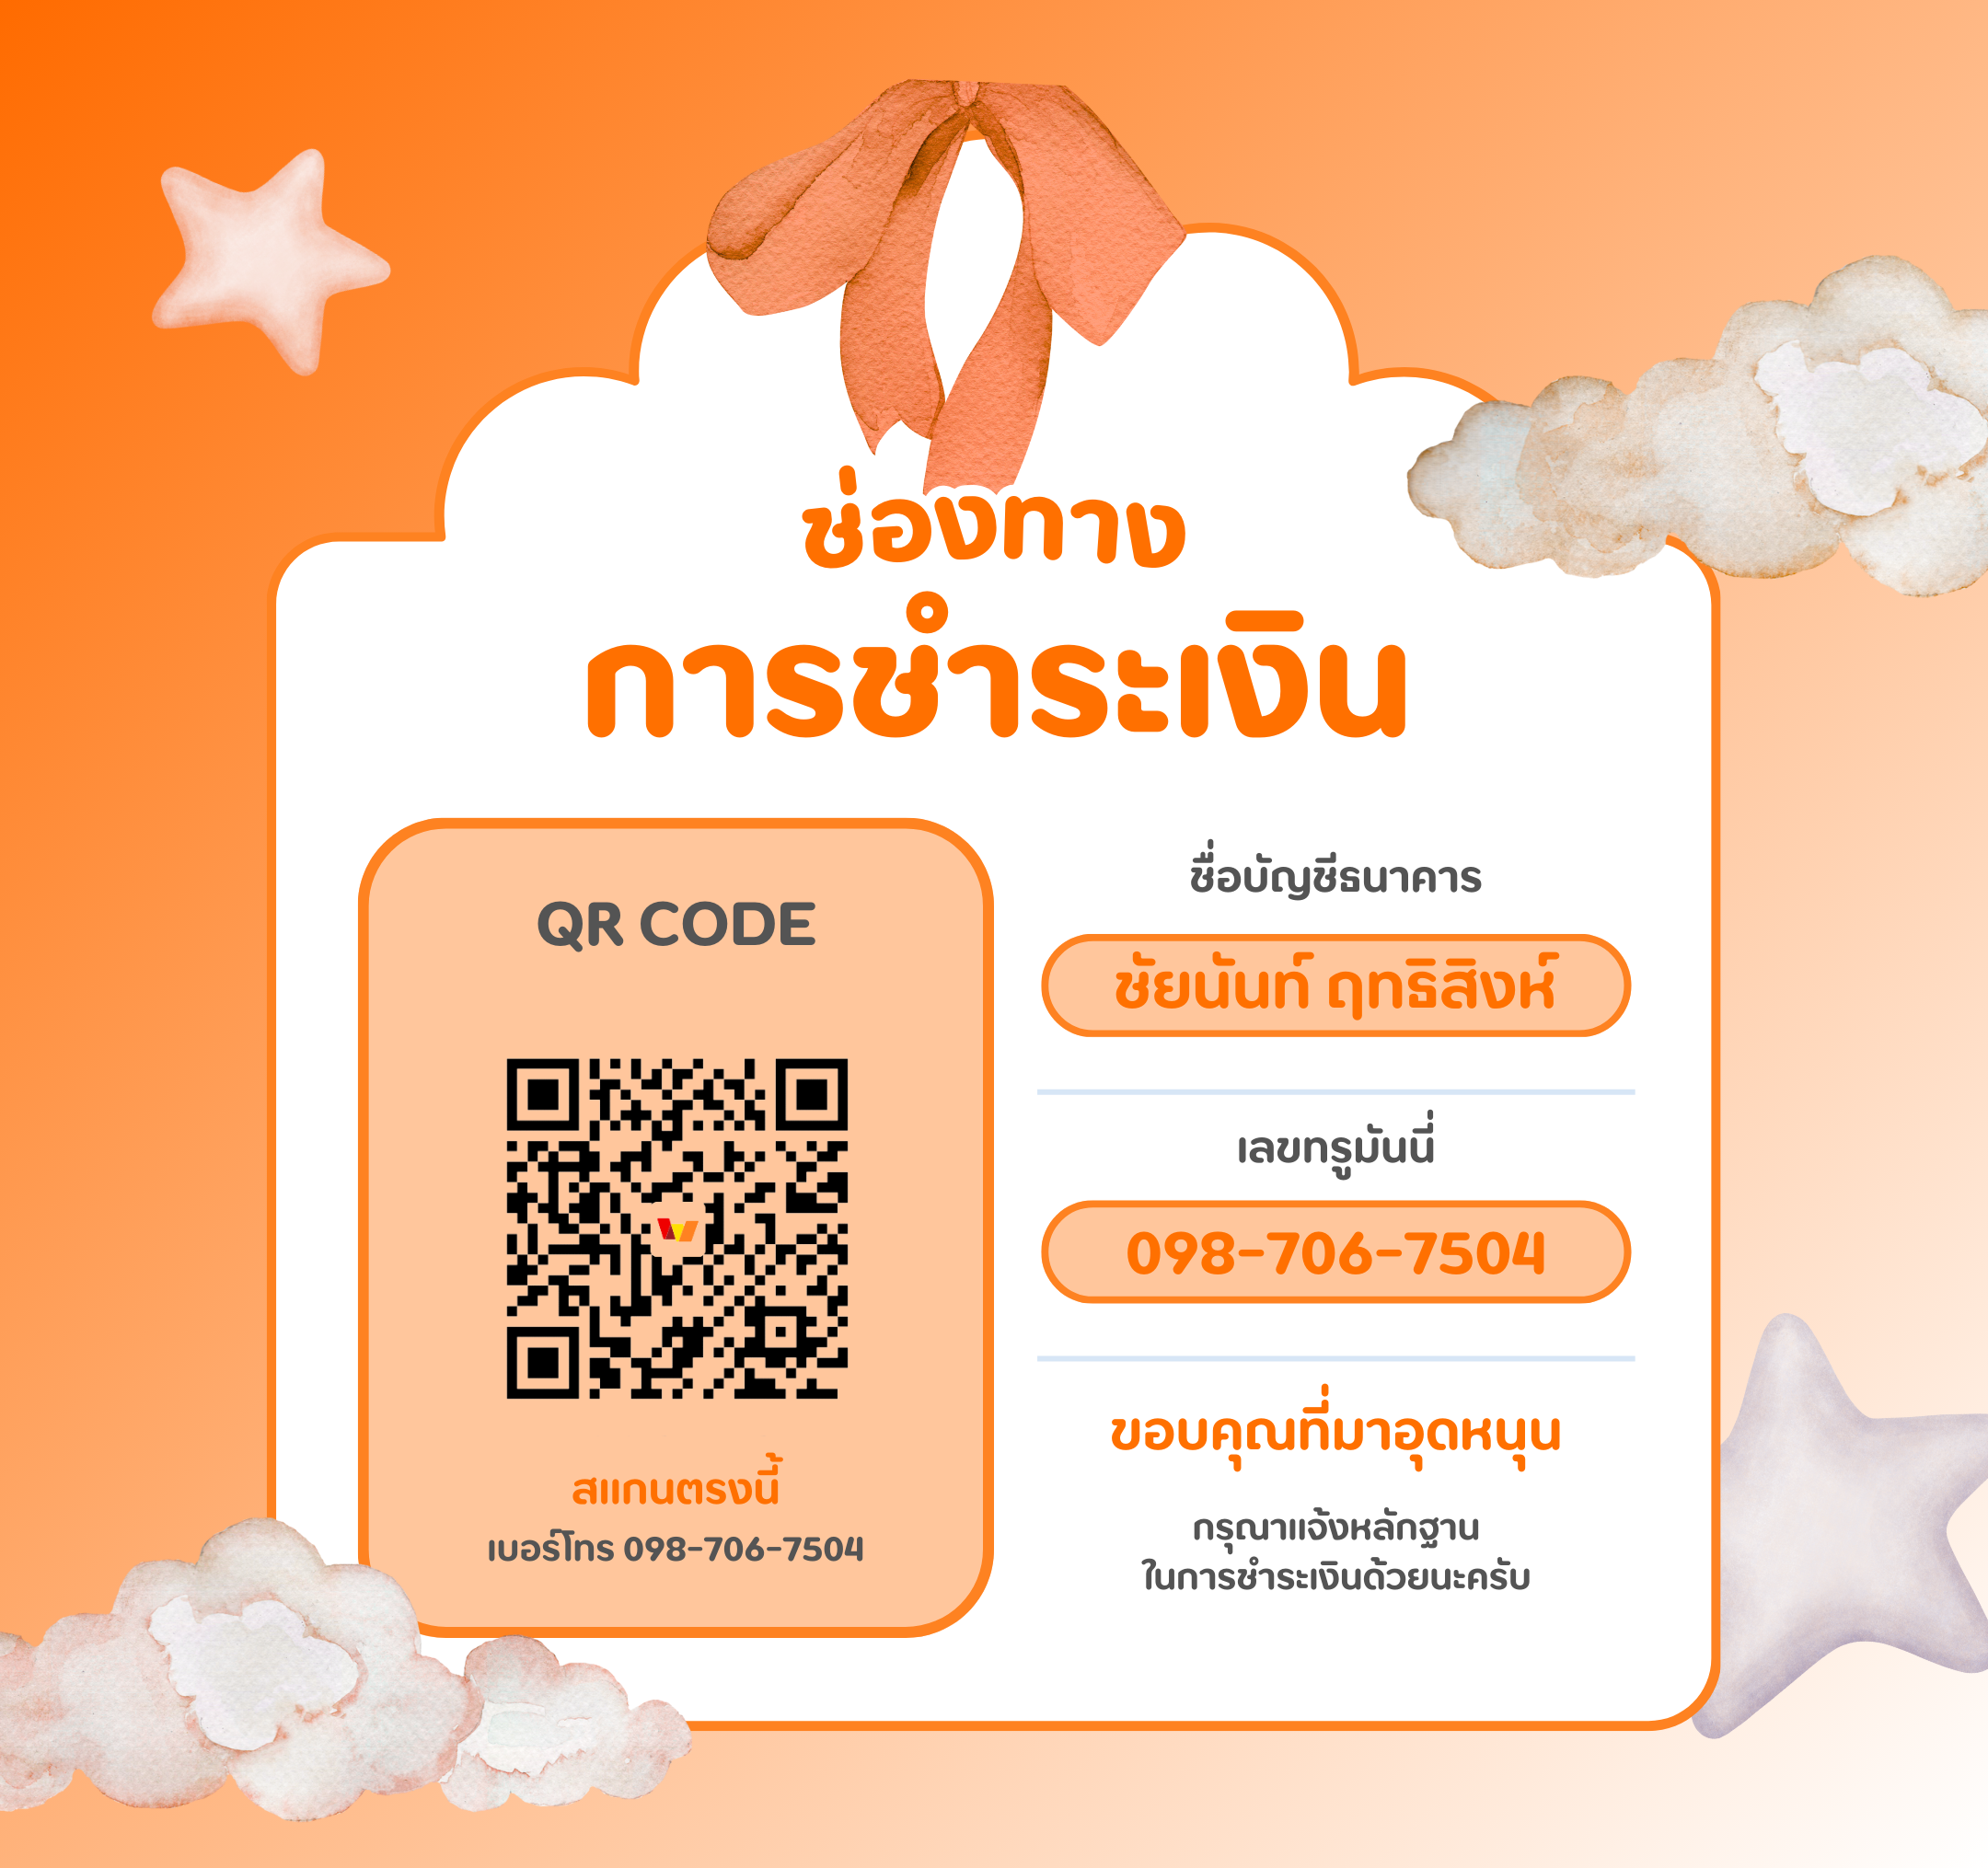 ช่องทาง
การชำระเงิน
QR CODE
สแกนตรงนี้
เบอร์โทร 098-706-7504
ชื่อบัญชีธนาคาร
ชัยนันท์ ฤทธิสิงห์
เลขทรูมันนี่
098-706-7504
ขอบคุณที่มาอุดหนุน
กรุณาแจ้งหลักฐาน
ในการชำระเงินด้วยนะครับ